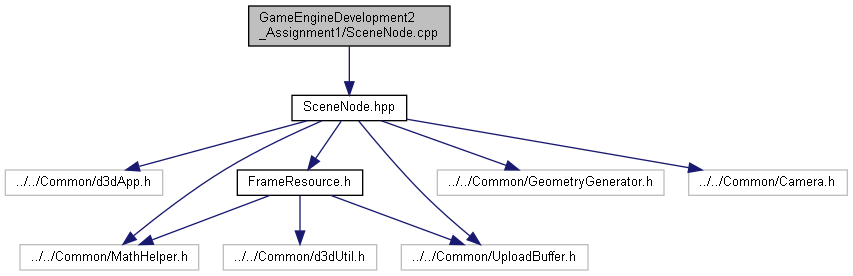 GameEngineDevelopment2
_Assignment1/SceneNode.cpp
SceneNode.hpp
../../Common/d3dApp.h
FrameResource.h
../../Common/GeometryGenerator.h
../../Common/Camera.h
../../Common/MathHelper.h
../../Common/d3dUtil.h
../../Common/UploadBuffer.h